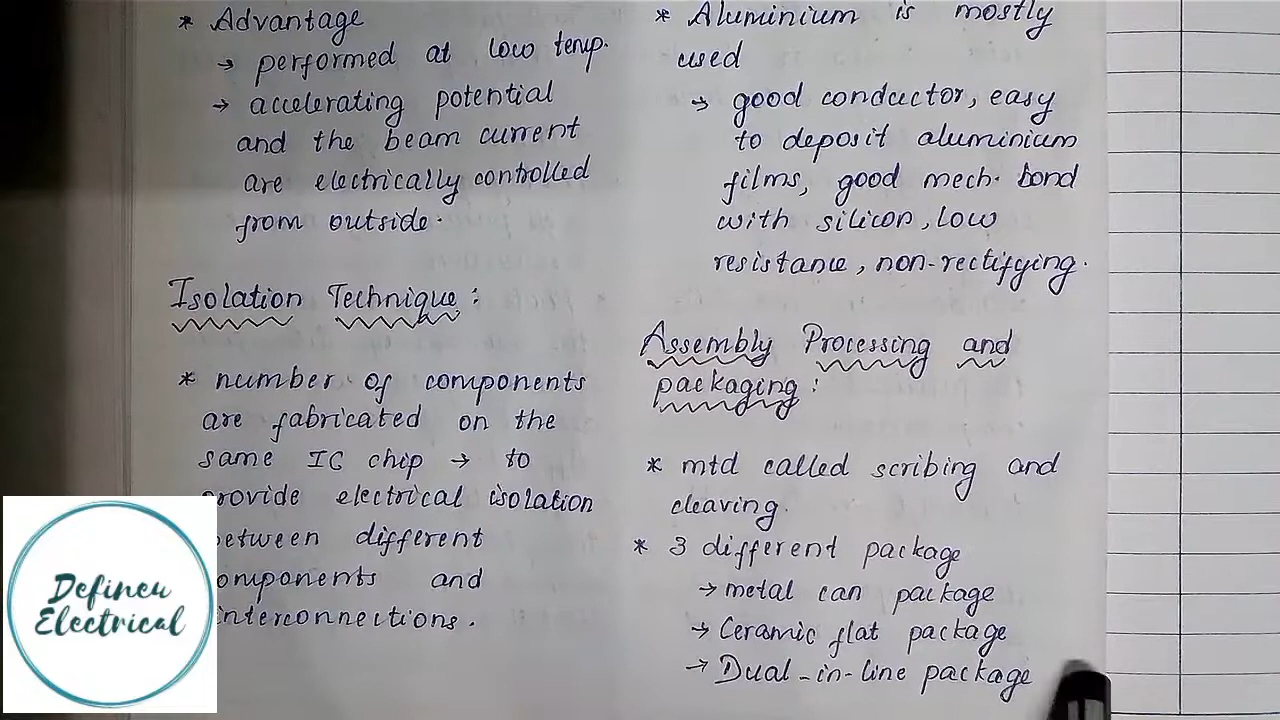 * Advantage
→ performed at low temp.
→ accelerating potential
and the beam current
are electrically controlled
from outside.
Isolation Technique:
* number of components
are fabricated on the
same IC chip → to
provide electrical isolation
between different
components and
interconnections.
* Aluminium is mostly
used
→ good conductor, easy
to deposit aluminium
films, good mech. bond
with silicon, low
resistance, non-rectifying.
Assembly Processing and
packaging:
* mtd called scribing and
cleaving.
* 3 different package
→ metal can package
→ Ceramic flat package
→ Dual-in-line package
Defineu
Electrical